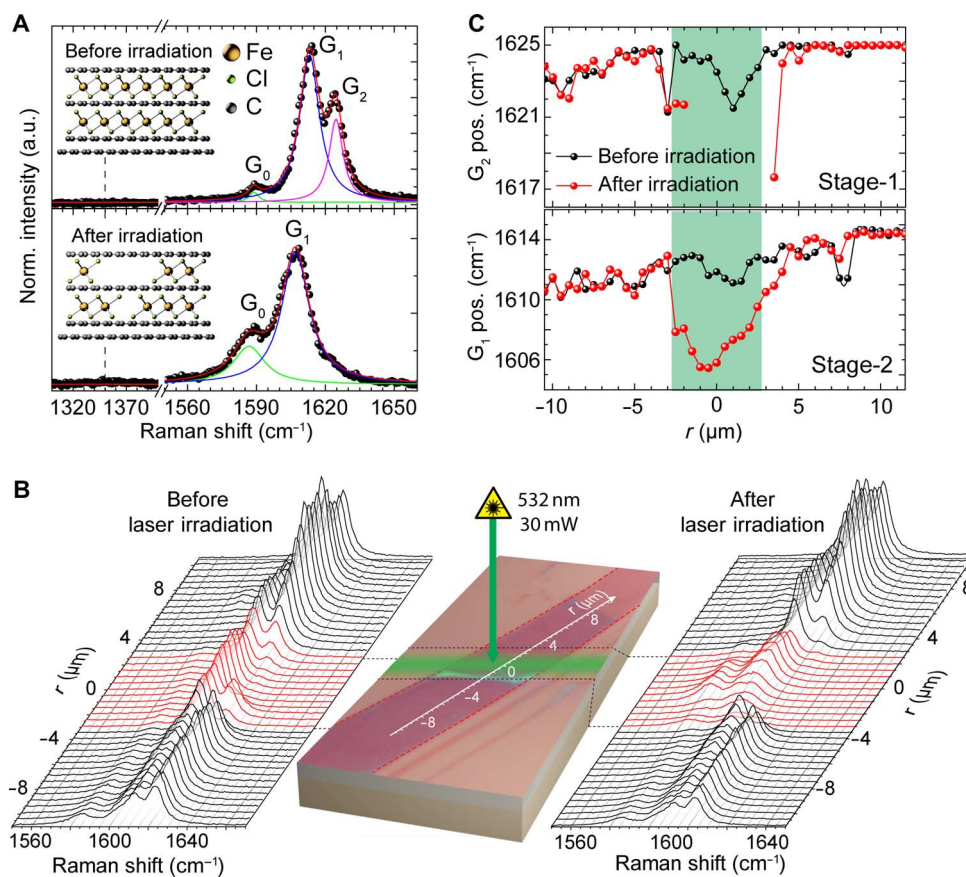 A
Before irradiation
Fe
Cl
C
G0
G1
G2
After irradiation
G0
G1
Norm. intensity (a.u.)
1320 1370 1560 1590 1620 1650
Raman shift (cm−1)
C
1625
1621
1617
G2 pos. (cm−1)
Before irradiation
After irradiation
Stage-1
1614
1610
1606
G1 pos. (cm−1)
Stage-2
−10 −5 0 5 10
r (µm)
B
Before
laser irradiation
532 nm
30 mW
After
laser irradiation
8
4
0
−4
−8
r (µm)
1560 1600 1640
Raman shift (cm−1)
r (µm)
8
4
0
−4
−8
8
4
0
−4
−8
r (µm)
1560 1600 1640
Raman shift (cm−1)